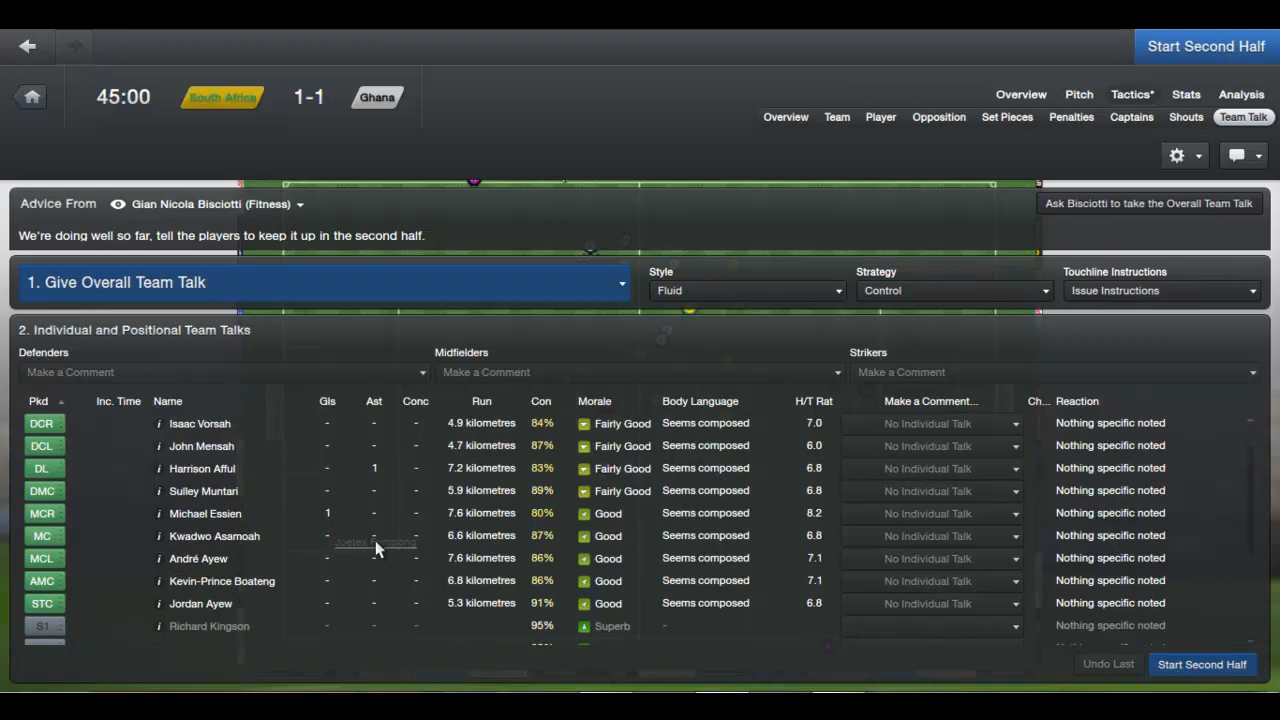 Start Second Half
45:00 South Africa 1-1 Ghana
Overview Pitch Tactics* Stats Analysis
Overview Team Player Opposition Set Pieces Penalties Captains Shouts Team Talk
Advice From Gian Nicola Bisciotti (Fitness) Ask Bisciotti to take the Overall Team Talk
We're doing well so far, tell the players to keep it up in the second half.
Style Strategy Touchline Instructions
1. Give Overall Team Talk Fluid Control Issue Instructions
2. Individual and Positional Team Talks
Defenders Midfielders Strikers
Make a Comment Make a Comment Make a Comment
Pkd Inc. Time Name Gls Ast Conc Run Con Morale Body Language H/T Rat Make a Comment... Ch... Reaction
DCR i Isaac Vorsah - - - 4.9 kilometres 84% Fairly Good Seems composed 7.0 No Individual Talk Nothing specific noted
DCL i John Mensah - - - 4.7 kilometres 87% Fairly Good Seems composed 6.0 No Individual Talk Nothing specific noted
DL i Harrison Afful - 1 - 7.2 kilometres 83% Fairly Good Seems composed 6.8 No Individual Talk Nothing specific noted
DMC i Sulley Muntari - - - 5.9 kilometres 89% Fairly Good Seems composed 6.8 No Individual Talk Nothing specific noted
MCR i Michael Essien 1 - - 7.6 kilometres 80% Good Seems composed 8.2 No Individual Talk Nothing specific noted
MC i Kwadwo Asamoah - - - 6.6 kilometres 87% Good Seems composed 6.8 No Individual Talk Nothing specific noted
MCL i André Ayew - - - 7.6 kilometres 86% Good Seems composed 7.1 No Individual Talk Nothing specific noted
AMC i Kevin-Prince Boateng - - - 6.8 kilometres 86% Good Seems composed 7.1 No Individual Talk Nothing specific noted
STC i Jordan Ayew - - - 5.3 kilometres 91% Good Seems composed 6.8 No Individual Talk Nothing specific noted
S1 i Richard Kingson - - - 95% Superb - Nothing specific noted
Undo Last Start Second Half